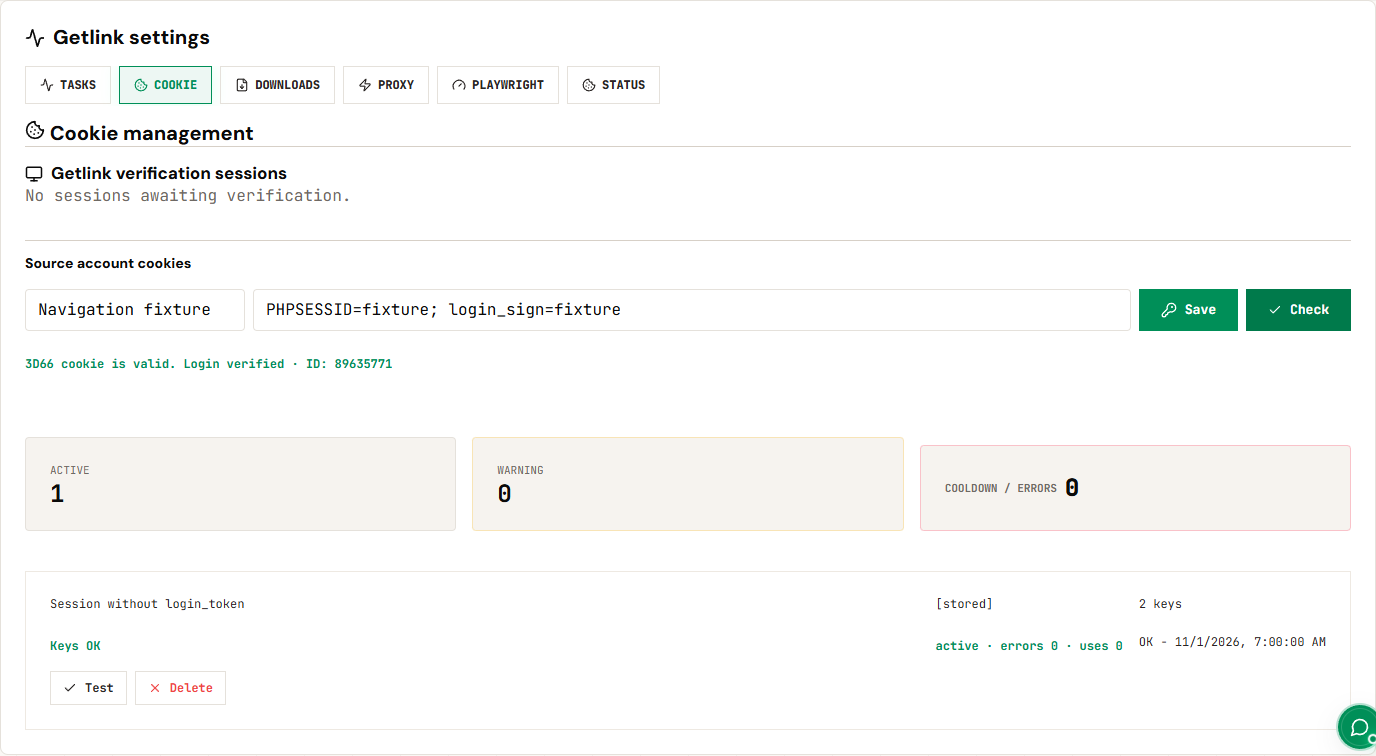 Getlink settings
TASKS COOKIE DOWNLOADS PROXY PLAYWRIGHT STATUS
Cookie management
Getlink verification sessions
No sessions awaiting verification.
Source account cookies
Navigation fixture PHPSESSID=fixture; login_sign=fixture Save Check
3D66 cookie is valid. Login verified · ID: 89635771
ACTIVE
1
WARNING
0
COOLDOWN / ERRORS 0
Session without login_token [stored] 2 keys
Keys OK active · errors 0 · uses 0 OK - 11/1/2026, 7:00:00 AM
Test Delete